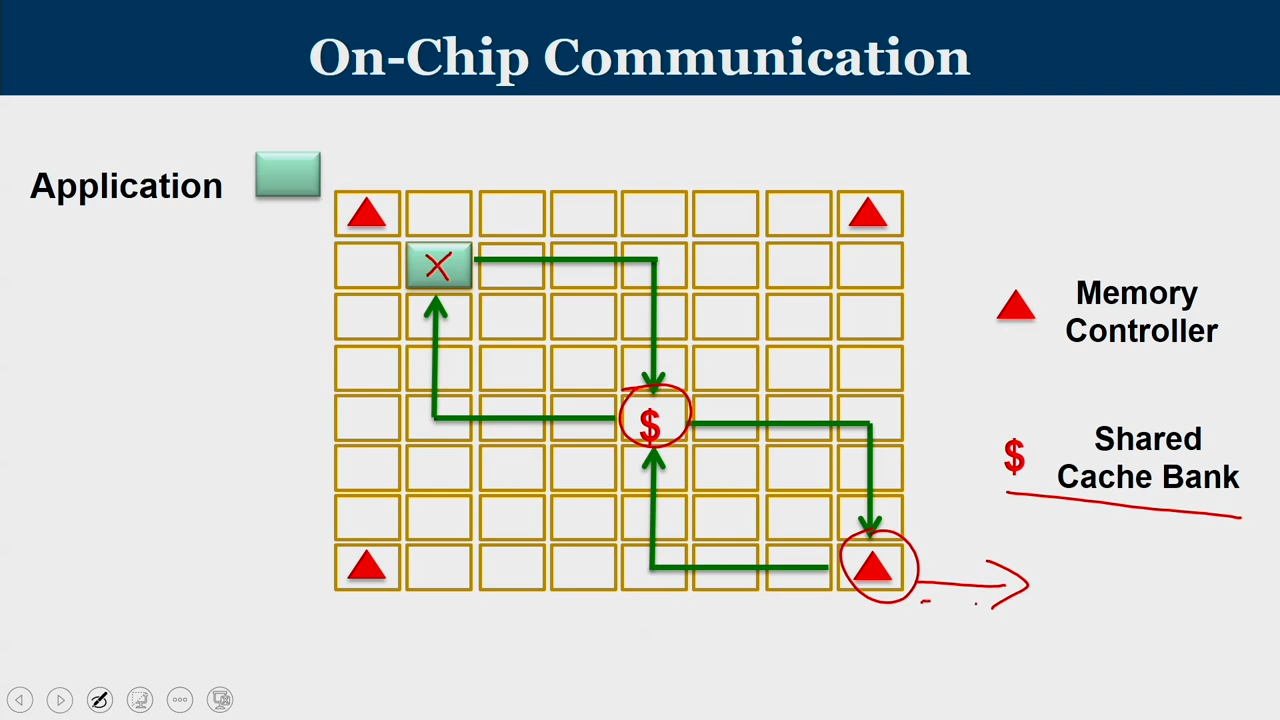 On-Chip Communication
Application
X
$
Memory
Controller
$
Shared
Cache Bank